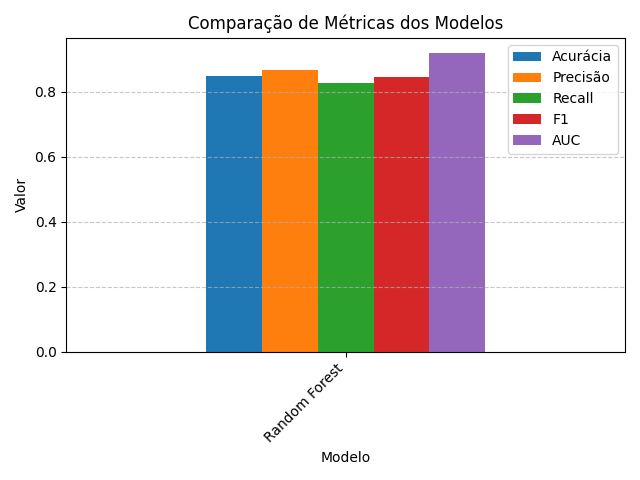 Comparação de Métricas dos Modelos
Valor
0.8
0.6
0.4
0.2
0.0
Acurácia
Precisão
Recall
F1
AUC
Random Forest
Modelo